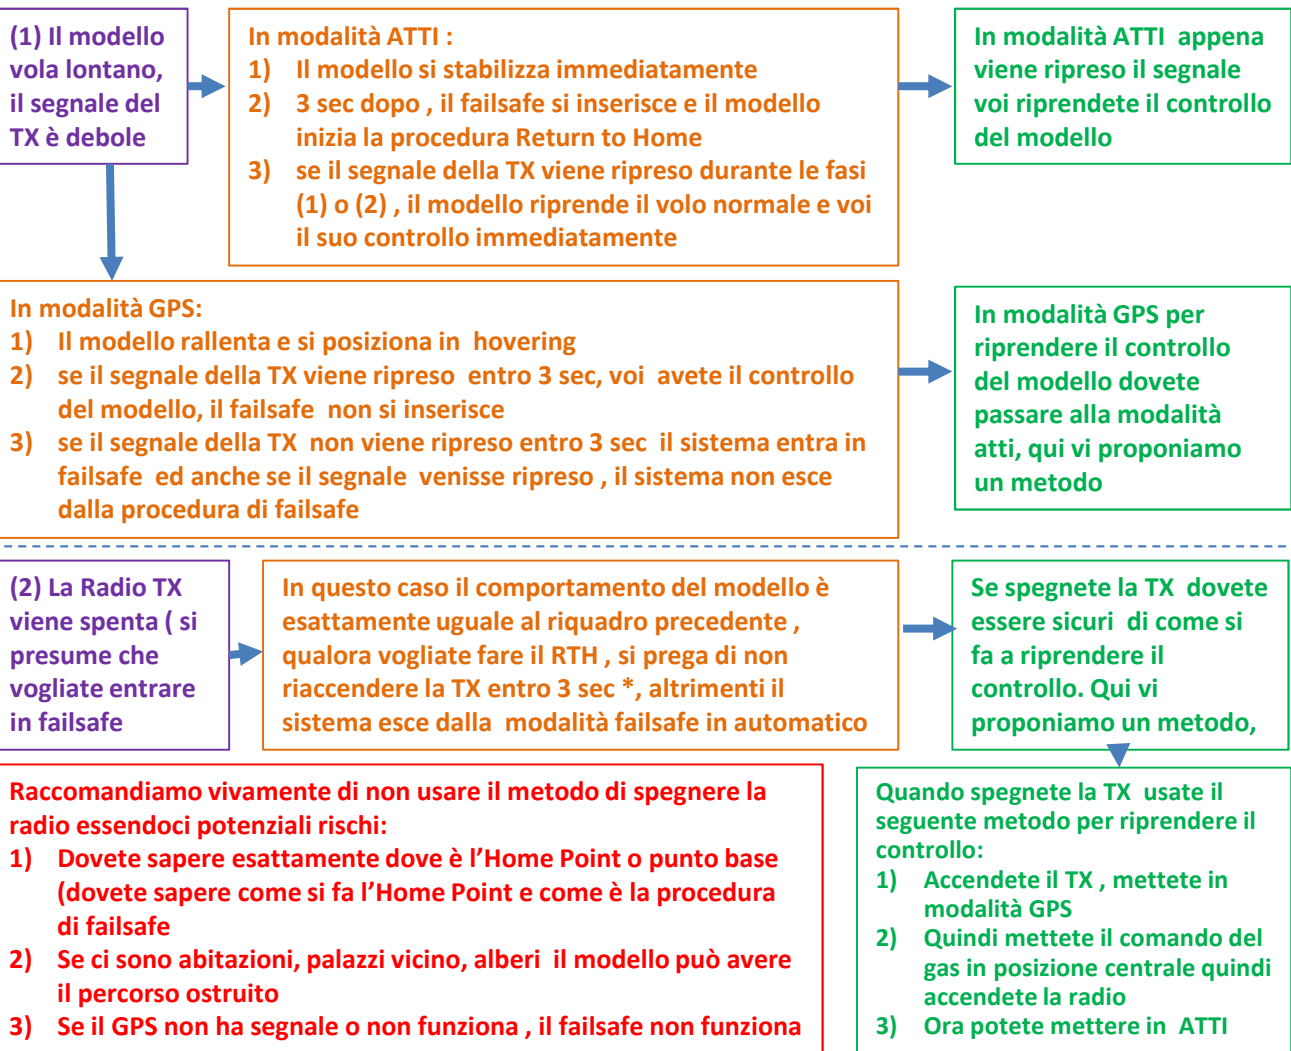 (1) Il modello
vola lontano,
il segnale del
TX è debole
In modalità ATTI :
1) Il modello si stabilizza immediatamente
2) 3 sec dopo , il failsafe si inserisce e il modello
inizia la procedura Return to Home
3) se il segnale della TX viene ripreso durante le fasi
(1) o (2) , il modello riprende il volo normale e voi
il suo controllo immediatamente
In modalità ATTI appena
viene ripreso il segnale
voi riprendete il controllo
del modello
In modalità GPS:
1) Il modello rallenta e si posiziona in hovering
2) se il segnale della TX viene ripreso entro 3 sec, voi avete il controllo
del modello, il failsafe non si inserisce
3) se il segnale della TX non viene ripreso entro 3 sec il sistema entra in
failsafe ed anche se il segnale venisse ripreso , il sistema non esce
dalla procedura di failsafe
In modalità GPS per
riprendere il controllo
del modello dovete
passare alla modalità
atti, qui vi proponiamo
un metodo
(2) La Radio TX
viene spenta ( si
presume che
vogliate entrare
in failsafe
In questo caso il comportamento del modello è
esattamente uguale al riquadro precedente ,
qualora vogliate fare il RTH , si prega di non
riaccendere la TX entro 3 sec *, altrimenti il
sistema esce dalla modalità failsafe in automatico
Se spegnete la TX dovete
essere sicuri di come si
fa a riprendere il
controllo. Qui vi
proponiamo un metodo,
Raccomandiamo vivamente di non usare il metodo di spegnere la
radio essendoci potenziali rischi:
1) Dovete sapere esattamente dove è l'Home Point o punto base
(dovete sapere come si fa l'Home Point e come è la procedura
di failsafe
2) Se ci sono abitazioni, palazzi vicino, alberi il modello può avere
il percorso ostruito
3) Se il GPS non ha segnale o non funziona , il failsafe non funziona
Quando spegnete la TX usate il
seguente metodo per riprendere il
controllo:
1) Accendete il TX , mettete in
modalità GPS
2) Quindi mettete il comando del
gas in posizione centrale quindi
accendete la radio
3) Ora potete mettere in ATTI